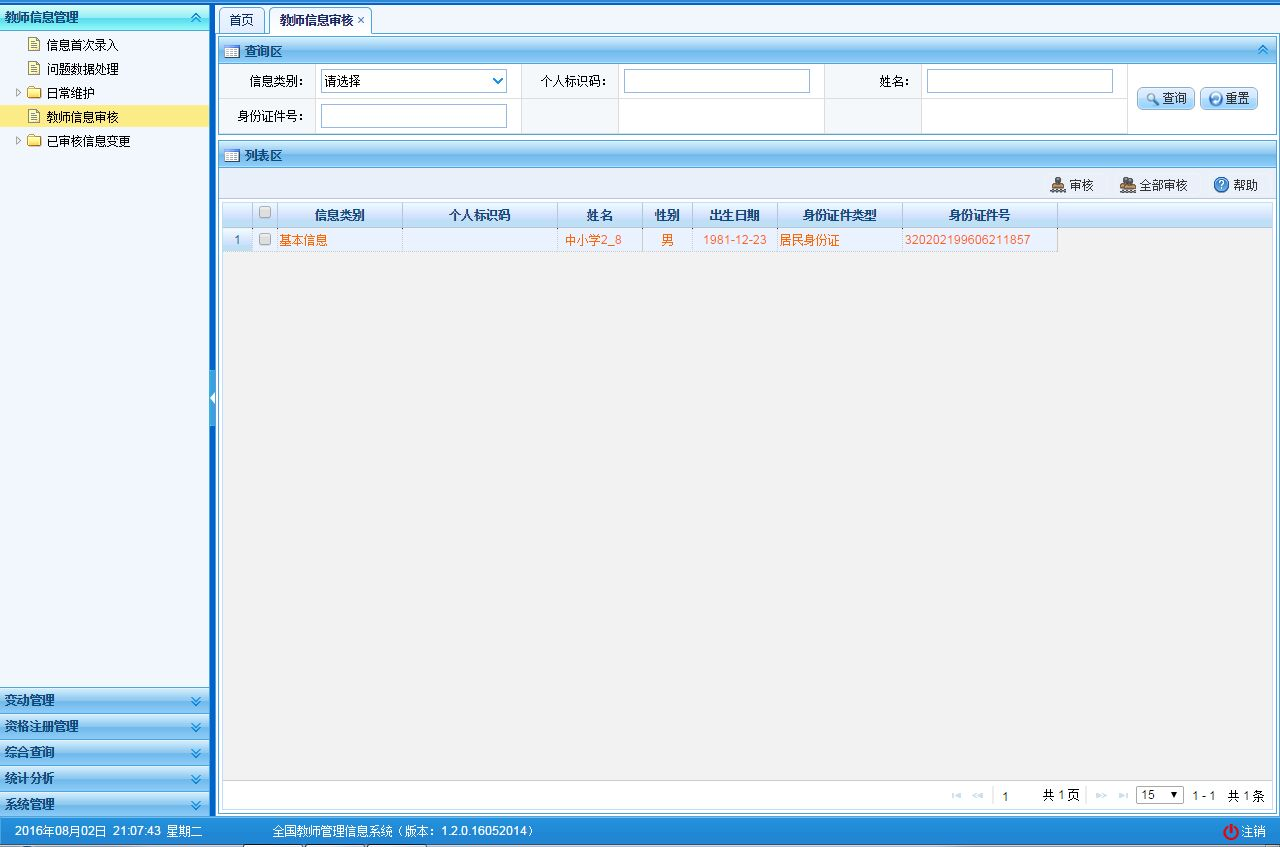 教师信息管理
信息首次录入
问题数据处理
日常维护
教师信息审核
已审核信息变更
变动管理
资格注册管理
综合查询
统计分析
系统管理
首页 教师信息审核 ×
查询区
信息类别： 请选择 个人标识码： 姓名：
身份证件号：
查询 重置
列表区
审核 全部审核 帮助
信息类别 个人标识码 姓名 性别 出生日期 身份证件类型 身份证件号
1 基本信息 中小学2_8 男 1981-12-23 居民身份证 320202199606211857
1 共 1 页 15 1 - 1 共 1 条
2016年08月02日 21:07:43 星期二 全国教师管理信息系统（版本：1.2.0.16052014） 注销